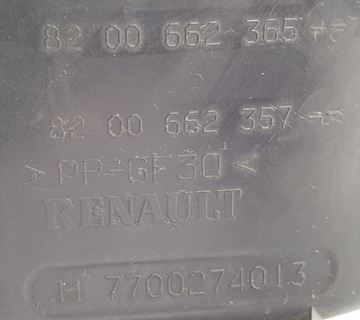 82 00 662 365
82 00 662 357
>PP-GF30<
RENAULT
H 7700274013